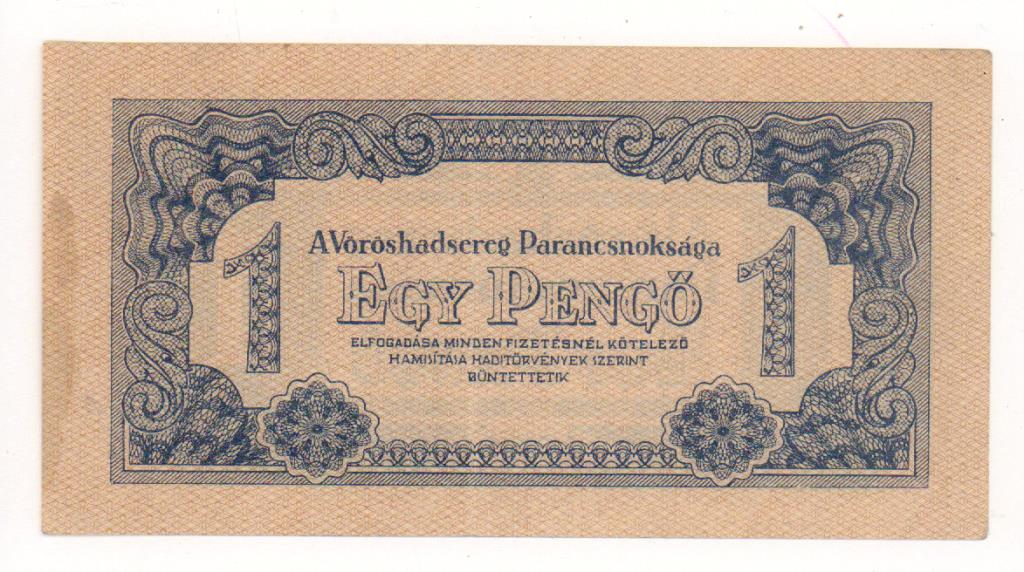 A Vöröshadsereg Parancsnoksága
1 EGY PENGŐ 1
ELFOGADÁSA MINDEN FIZETÉSNÉL KÖTELEZŐ
HAMISÍTÁSA HADITÖRVÉNYEK SZERINT
BÜNTETTETIK